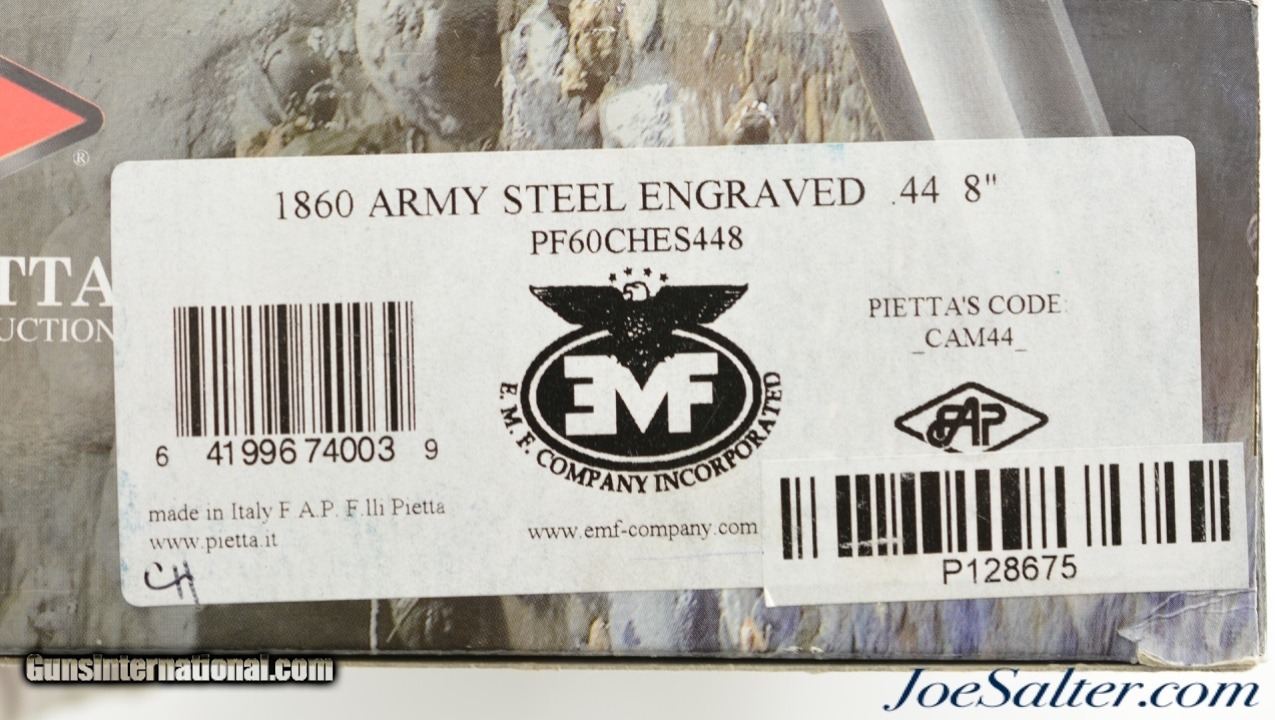 ®
TTA
UCTION
1860 ARMY STEEL ENGRAVED .44 8"
PF60CHES448
EMF
E. M. F. COMPANY INCORPORATED
PIETTA'S CODE:
_CAM44_
FAP
6 41996 74003 9
made in Italy F A.P. F.lli Pietta
www.pietta.it
www.emf-company.com
CH
P128675
GunsInternational.com
JoeSalter.com